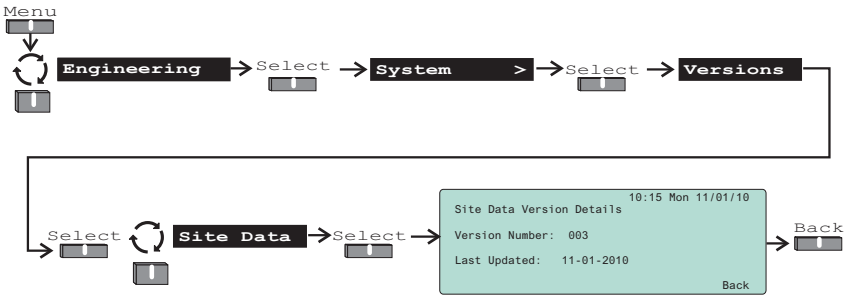 Menu
Engineering
Select
System >
Select
Versions
Select
Site Data
Select
10:15 Mon 11/01/10
Site Data Version Details
Version Number: 003
Last Updated: 11-01-2010
Back
Back